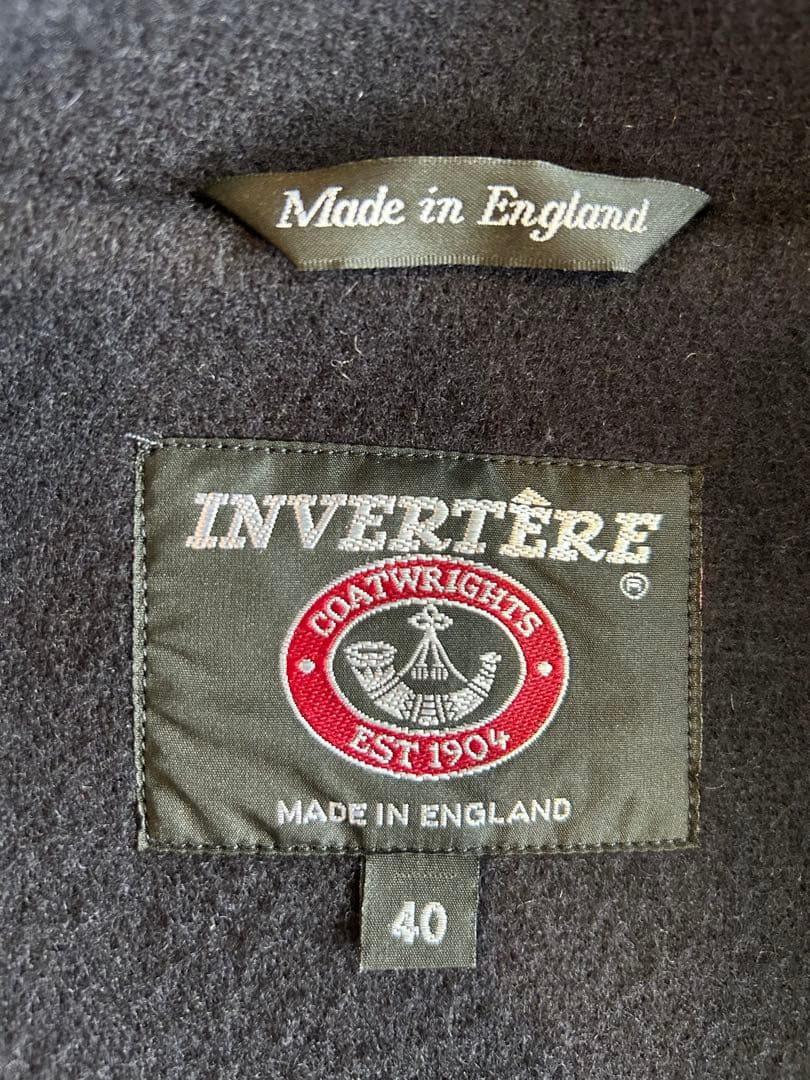 Made in England
INVERTÊRE
®
COATWRIGHTS
EST 1904
MADE IN ENGLAND
40